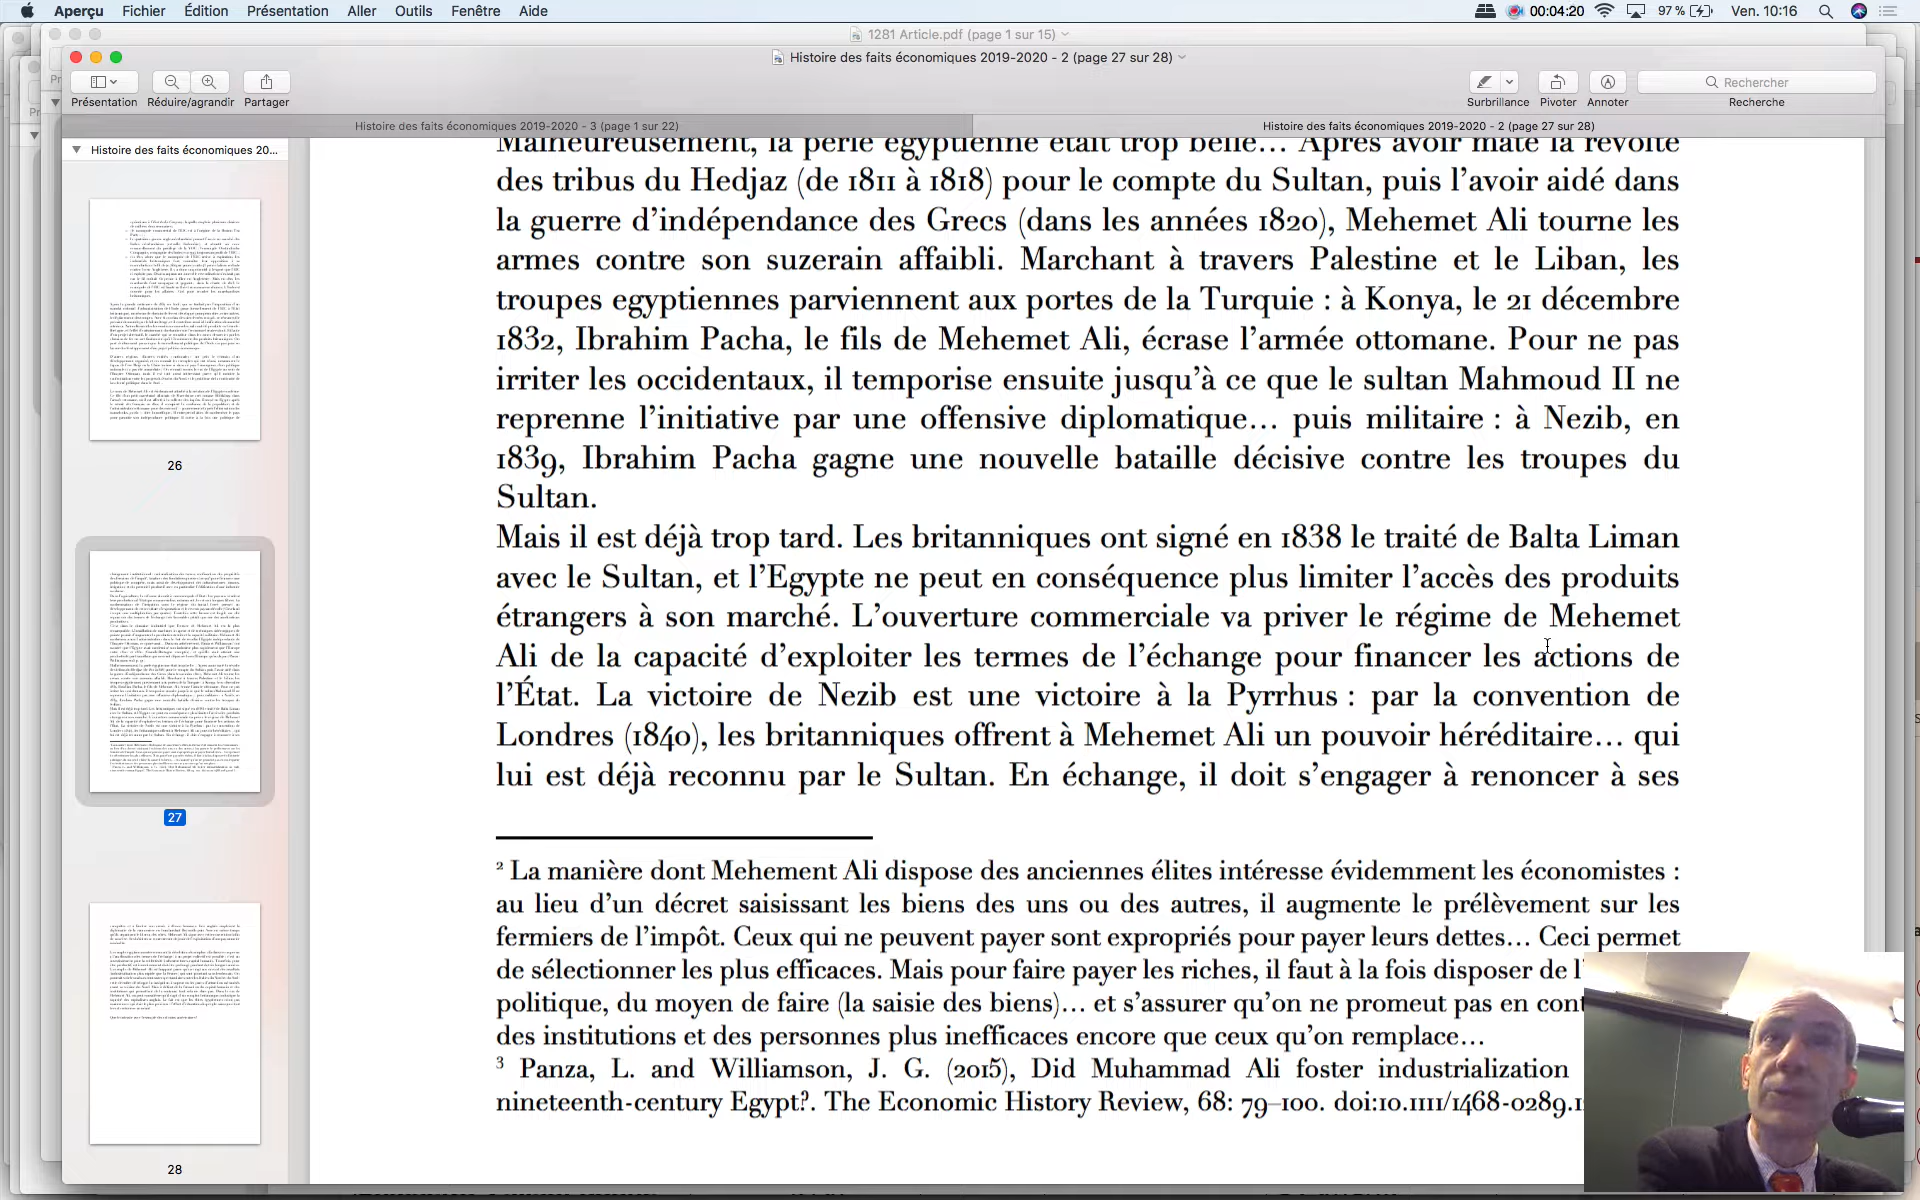 Aperçu Fichier Édition Présentation Aller Outils Fenêtre Aide 00:04:20 97 % Ven. 10:16
1281 Article.pdf (page 1 sur 15)
Histoire des faits économiques 2019-2020 - 2 (page 27 sur 28)
Rechercher
Présentation Réduire/agrandir Partager Surbrillance Pivoter Annoter Recherche
Histoire des faits économiques 2019-2020 - 3 (page 1 sur 22) Histoire des faits économiques 2019-2020 - 2 (page 27 sur 28)
Histoire des faits économiques 20...
26
27
28
Malheureusement, la perle égyptienne était trop belle... Après avoir maté la révolte
des tribus du Hedjaz (de 1811 à 1818) pour le compte du Sultan, puis l'avoir aidé dans
la guerre d'indépendance des Grecs (dans les années 1820), Mehemet Ali tourne les
armes contre son suzerain affaibli. Marchant à travers Palestine et le Liban, les
troupes egyptiennes parviennent aux portes de la Turquie : à Konya, le 21 décembre
1832, Ibrahim Pacha, le fils de Mehemet Ali, écrase l'armée ottomane. Pour ne pas
irriter les occidentaux, il temporise ensuite jusqu'à ce que le sultan Mahmoud II ne
reprenne l'initiative par une offensive diplomatique... puis militaire : à Nezib, en
1839, Ibrahim Pacha gagne une nouvelle bataille décisive contre les troupes du
Sultan.
Mais il est déjà trop tard. Les britanniques ont signé en 1838 le traité de Balta Liman
avec le Sultan, et l'Egypte ne peut en conséquence plus limiter l'accès des produits
étrangers à son marché. L'ouverture commerciale va priver le régime de Mehemet
Ali de la capacité d'exploiter les termes de l'échange pour financer les actions de
l'État. La victoire de Nezib est une victoire à la Pyrrhus : par la convention de
Londres (1840), les britanniques offrent à Mehemet Ali un pouvoir héréditaire... qui
lui est déjà reconnu par le Sultan. En échange, il doit s'engager à renoncer à ses
2 La manière dont Mehement Ali dispose des anciennes élites intéresse évidemment les économistes :
au lieu d'un décret saisissant les biens des uns ou des autres, il augmente le prélèvement sur les
fermiers de l'impôt. Ceux qui ne peuvent payer sont expropriés pour payer leurs dettes... Ceci permet
de sélectionner les plus efficaces. Mais pour faire payer les riches, il faut à la fois disposer de l'
politique, du moyen de faire (la saisie des biens)... et s'assurer qu'on ne promeut pas en cont
des institutions et des personnes plus inefficaces encore que ceux qu'on remplace...
3 Panza, L. and Williamson, J. G. (2015), Did Muhammad Ali foster industrialization
nineteenth-century Egypt?. The Economic History Review, 68: 79–100. doi:10.1111/1468-0289.1